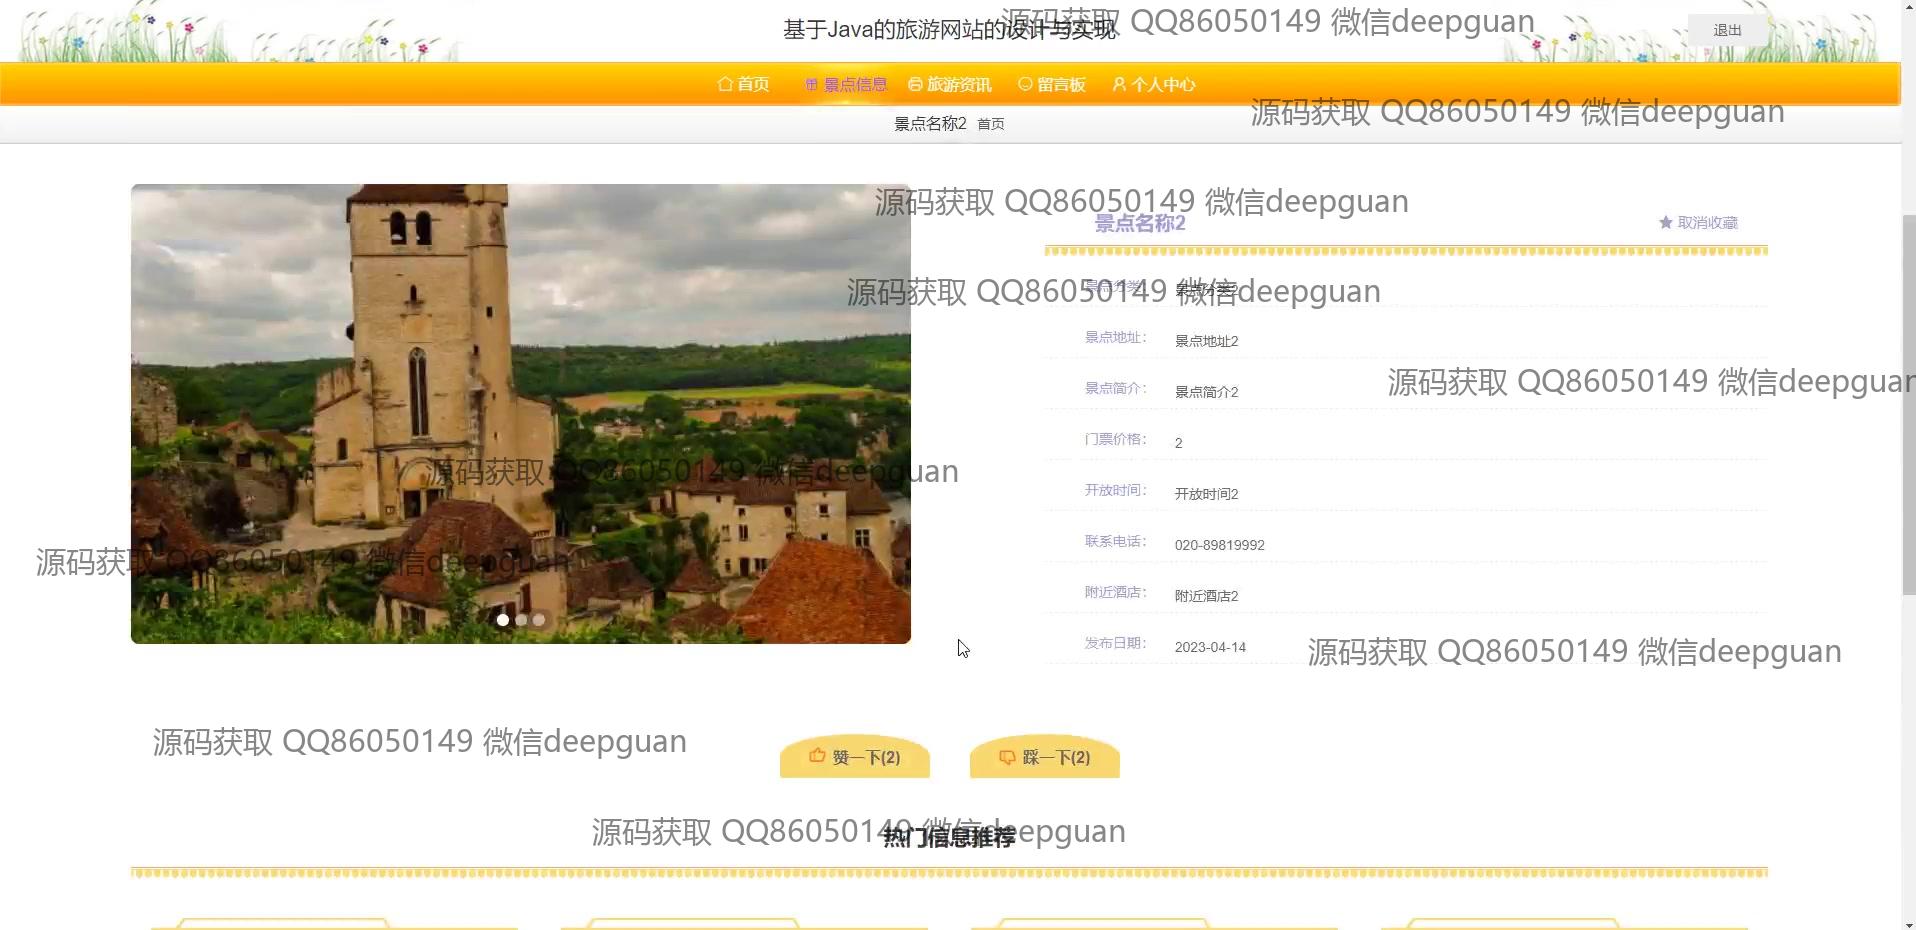 基于Java的旅游网站的设计与实现
源码获取 QQ86050149 微信deepguan
退出
首页
景点信息
旅游资讯
留言板
个人中心
源码获取 QQ86050149 微信deepguan
景点名称2 首页
源码获取 QQ86050149 微信deepguan
景点名称2
取消收藏
源码获取 QQ86050149 微信deepguan
景点分类: 景点分类2
景点地址: 景点地址2
源码获取 QQ86050149 微信deepguan
景点简介: 景点简介2
门票价格: 2
源码获取 QQ86050149 微信deepguan
开放时间: 开放时间2
联系电话: 020-89819992
源码获取 QQ86050149 微信deepguan
附近酒店: 附近酒店2
发布日期: 2023-04-14
源码获取 QQ86050149 微信deepguan
源码获取 QQ86050149 微信deepguan
赞一下(2)
踩一下(2)
源码获取 QQ86050149 微信deepguan
热门信息推荐